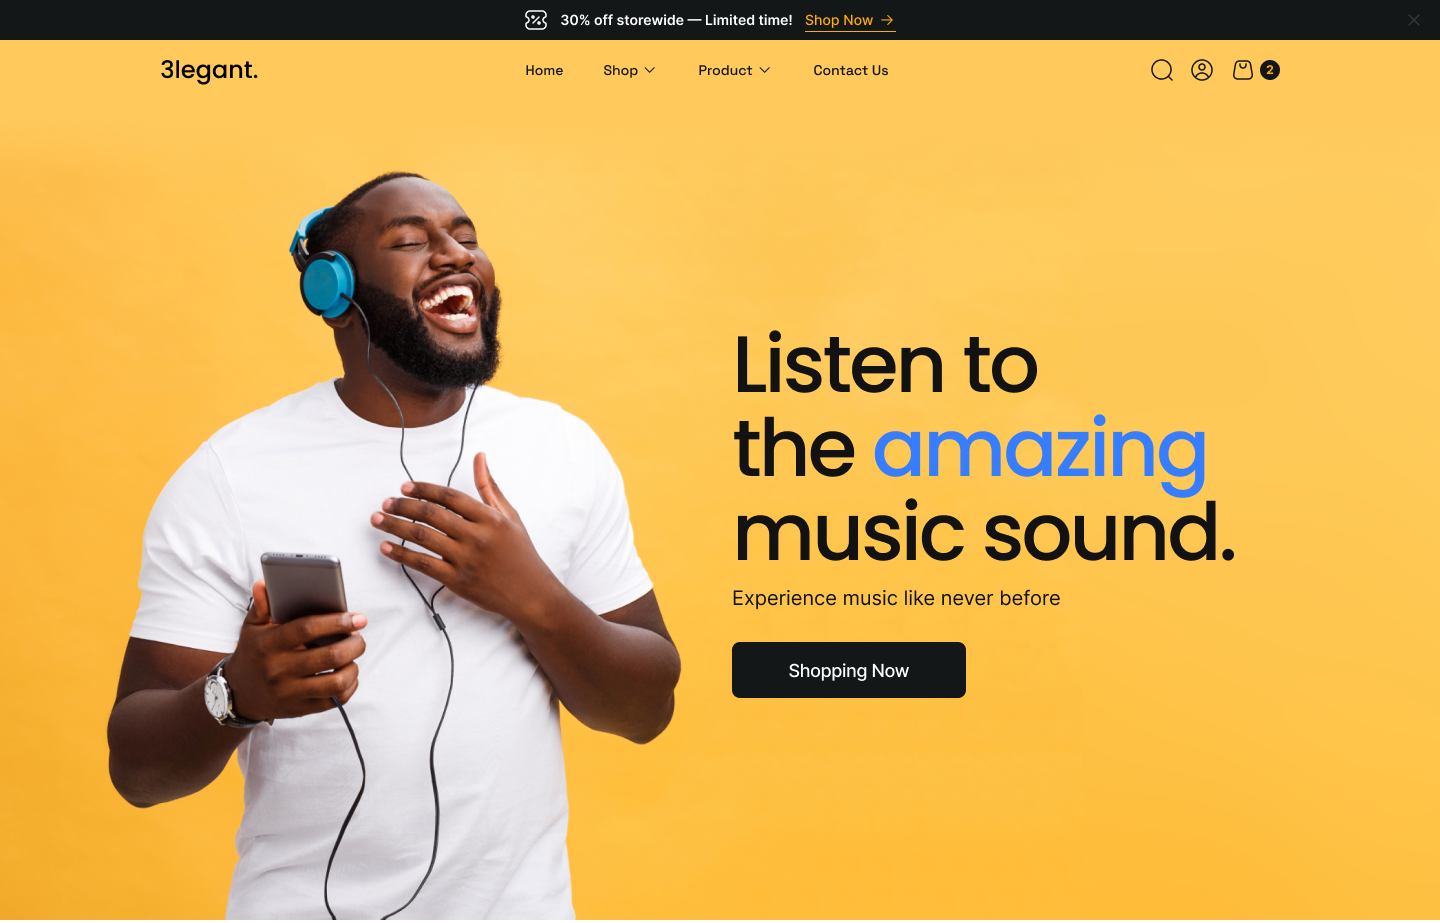 30% off storewide — Limited time! Shop Now
3legant.
Home Shop Product Contact Us
2
Listen to
the amazing
music sound.
Experience music like never before
Shopping Now